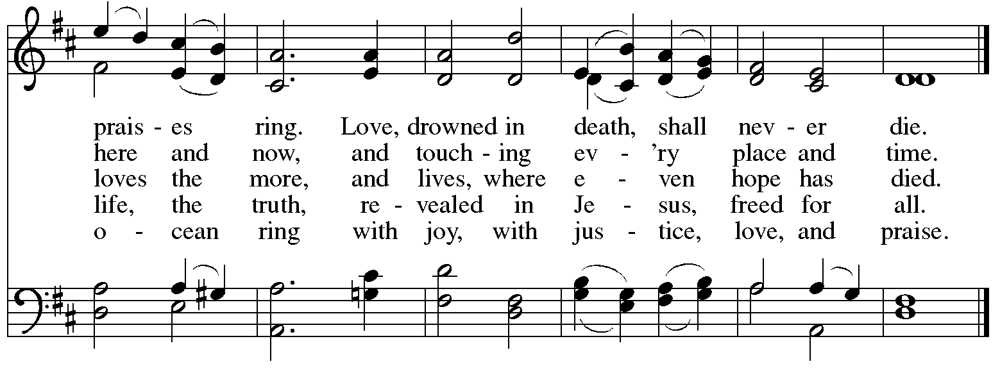 prais - es ring. Love, drowned in death, shall nev - er die.
here and now, and touch - ing ev - 'ry place and time.
loves the more, and lives, where e - ven hope has died.
life, the truth, re - vealed in Je - sus, freed for all.
o - cean ring with joy, with jus - tice, love, and praise.